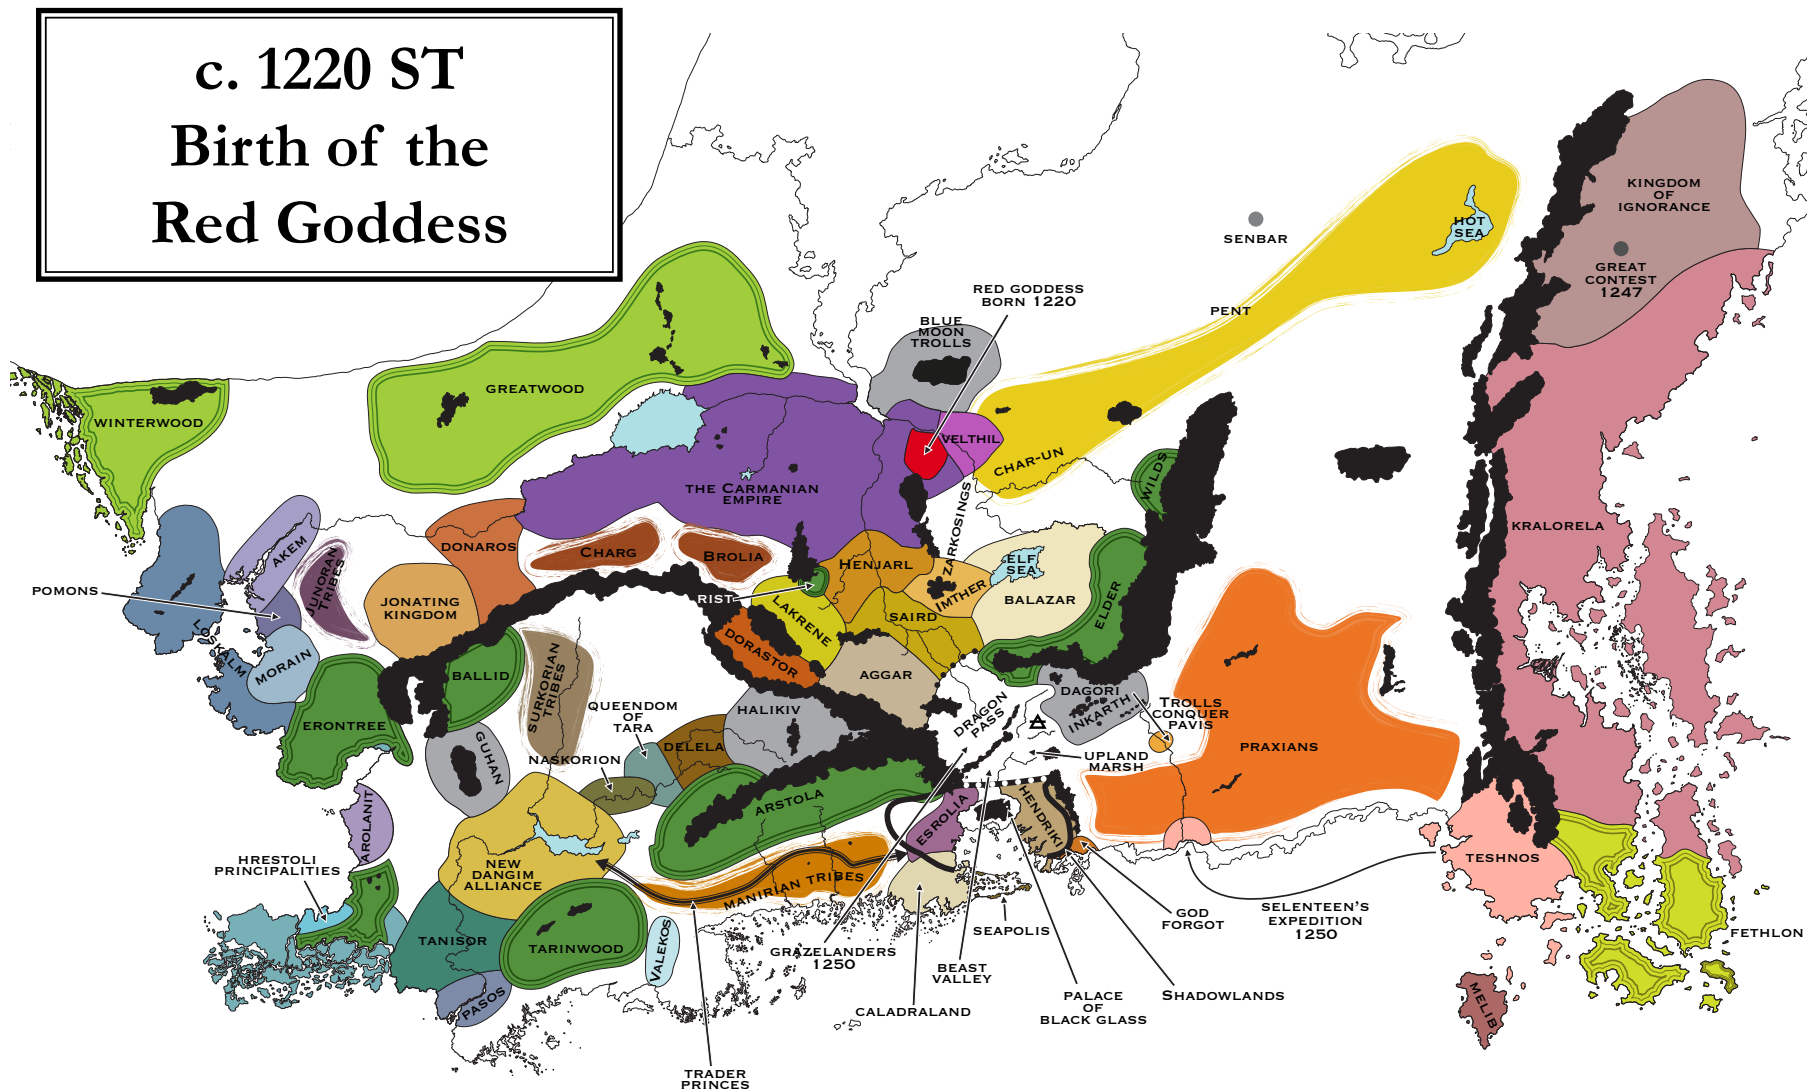 c. 1220 ST
Birth of the
Red Goddess
KINGDOM
OF
IGNORANCE
HOT
SEA
SENBAR
GREAT
CONTEST
1247
RED GODDESS
BORN 1220
PENT
BLUE
MOON
TROLLS
GREATWOOD
WINTERWOOD
VELTHIL
CHAR-UN
WILDS
THE CARMANIAN
EMPIRE
KRALORELA
ZARKOSINGS
AKEM
DONAROS
CHARG
BROLIA
HENJARL
ELF
SEA
JUNORAN
TRIBES
POMONS
JONATING
KINGDOM
RIST
LAKRENE
IMTHER
BALAZAR
ELDER
SAIRD
LOSKALM
MORAIN
DORASTOR
AGGAR
BALLID
SURKORIAN
TRIBES
QUEENDOM
OF
TARA
HALIKIV
DRAGON
PASS
DAGORI
INKARTH
TROLLS
CONQUER
PAVIS
ERONTREE
GUHAN
DELELA
PRAXIANS
NASKORION
UPLAND
MARSH
ARSTOLA
ESROLIA
HENDRIKI
AROLANIT
HRESTOLI
PRINCIPALITIES
NEW
DANGIM
ALLIANCE
MANIRIAN TRIBES
TESHNOS
TANISOR
TARINWOOD
VALEKOS
GRAZELANDERS
1250
SEAPOLIS
GOD
FORGOT
SELENTEEN'S
EXPEDITION
1250
FETHLON
BEAST
VALLEY
PASOS
CALADRALAND
PALACE
OF
BLACK GLASS
SHADOWLANDS
MELIB
TRADER
PRINCES